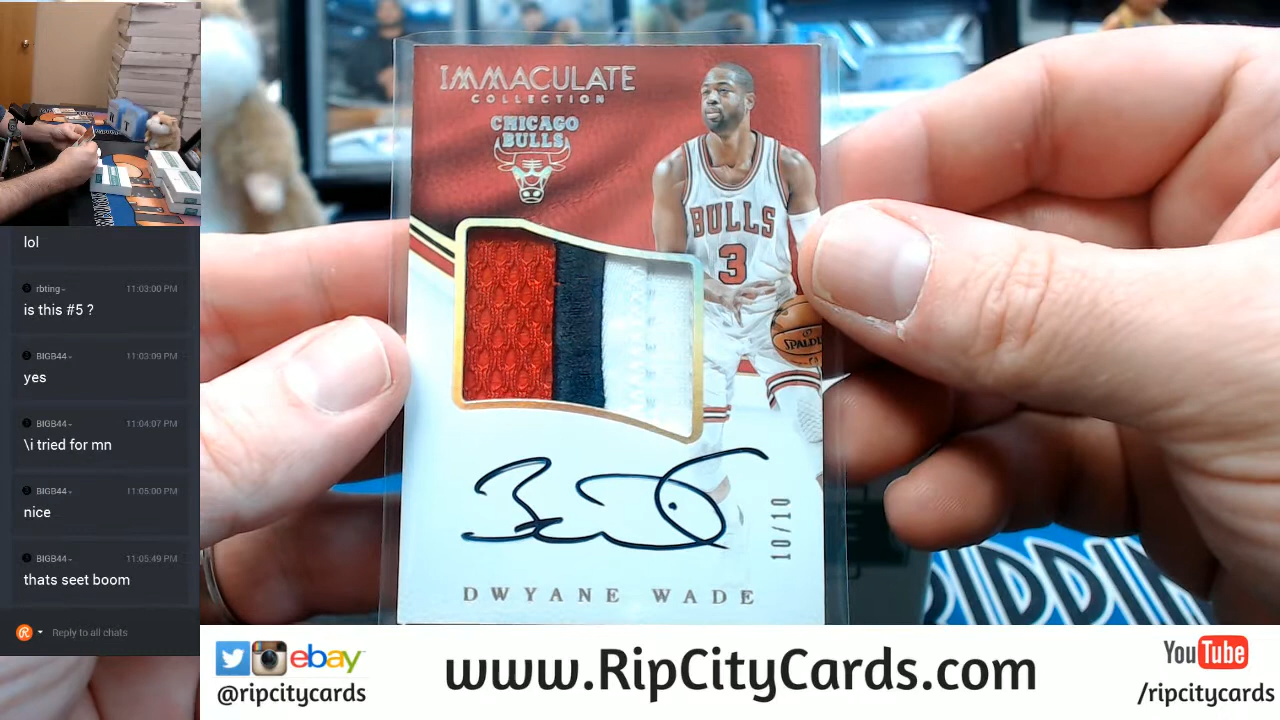 lol
rbting
11:03:00 PM
is this #5 ?
BIGB44
11:03:09 PM
yes
BIGB44
11:04:07 PM
\i tried for mn
BIGB44
11:05:00 PM
nice
BIGB44
11:05:49 PM
thats seet boom
Reply to all chats
IMMACULATE
COLLECTION
CHICAGO
BULLS
BULLS
3
SPALDING
10/10
DWYANE WADE
RIPPIN
ebay
@ripcitycards
www.RipCityCards.com
YouTube
/ripcitycards